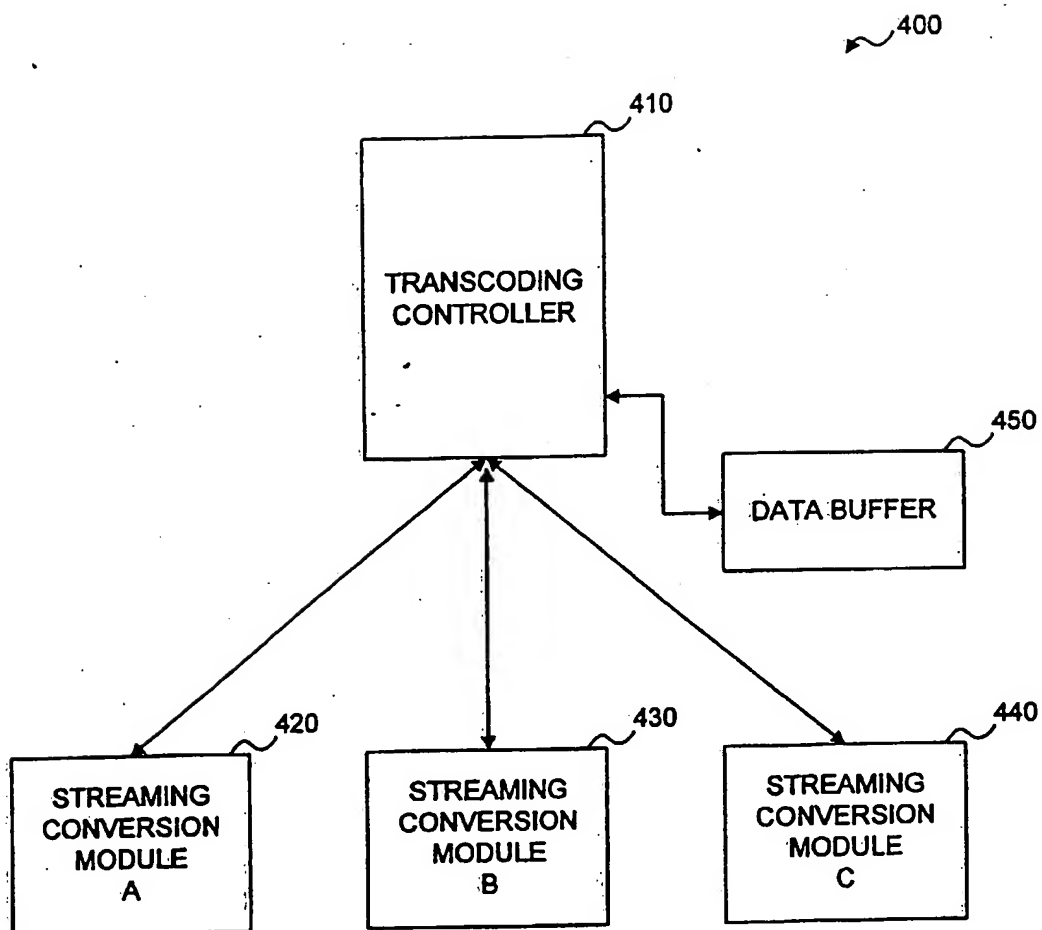 400
410
TRANSCODING
CONTROLLER
450
DATA BUFFER
420
STREAMING
CONVERSION
MODULE
A
430
STREAMING
CONVERSION
MODULE
B
440
STREAMING
CONVERSION
MODULE
C